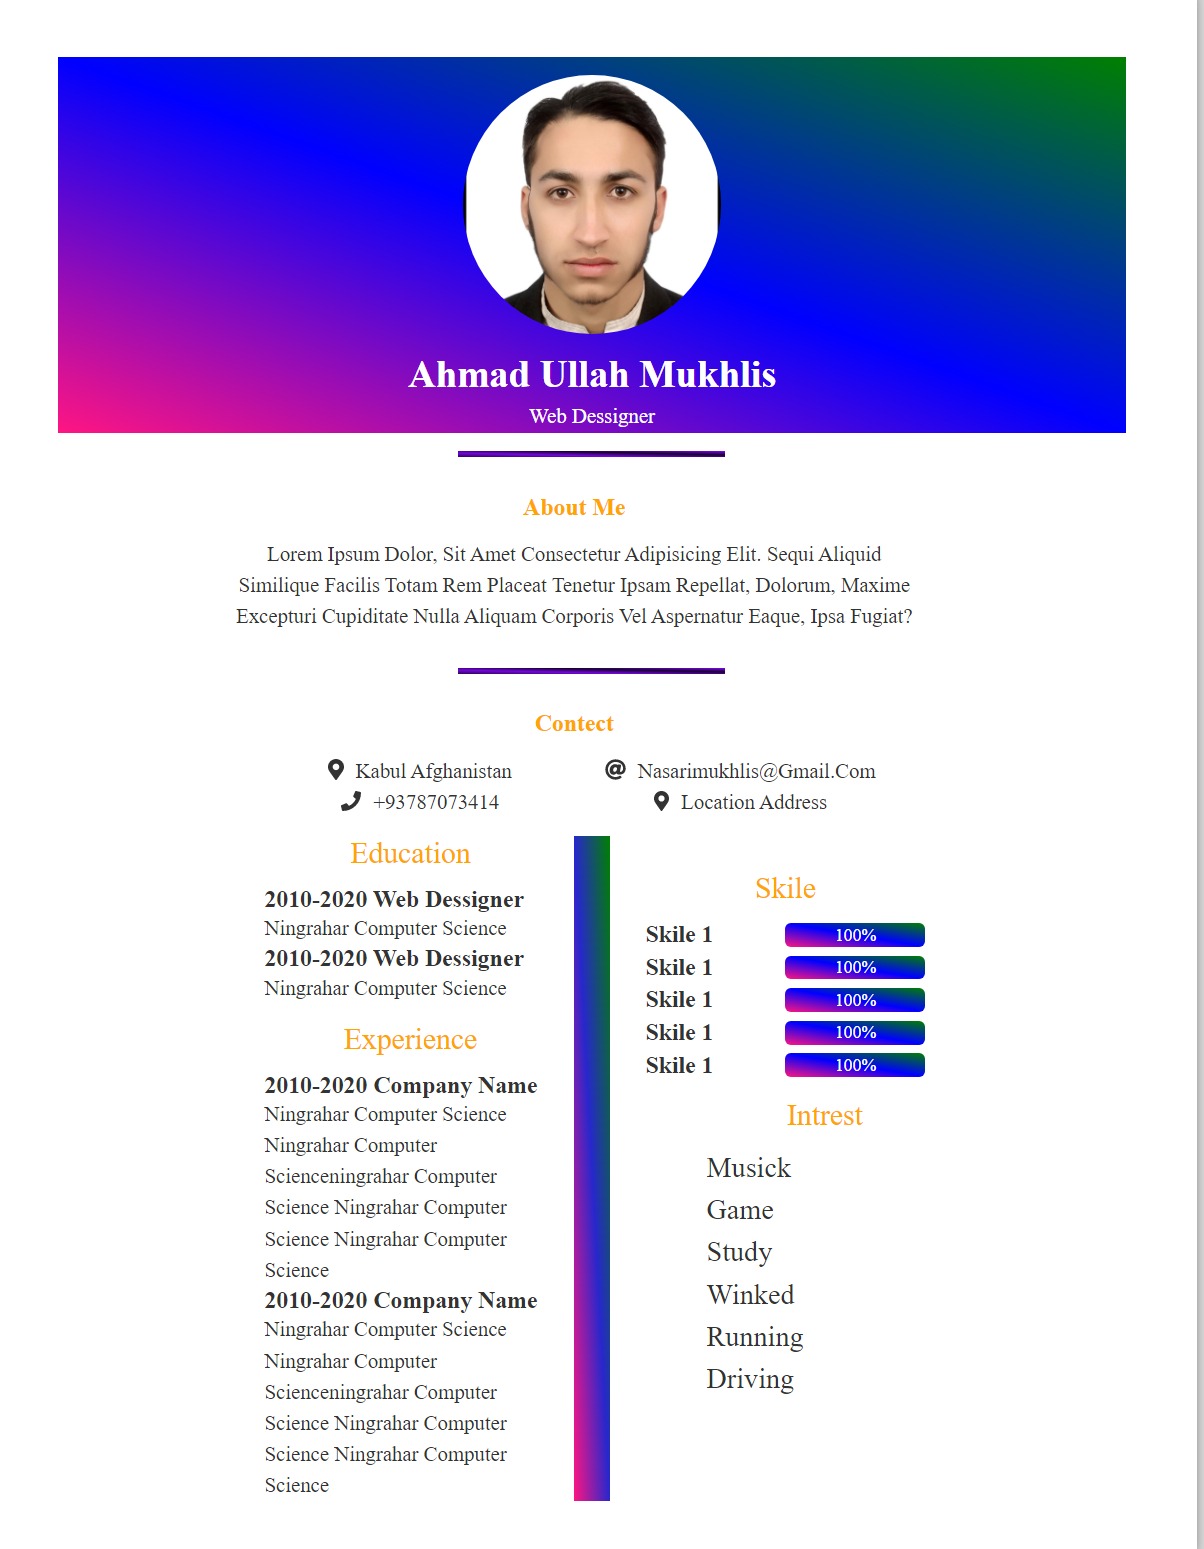 Ahmad Ullah Mukhlis
Web Dessigner
About Me
Lorem Ipsum Dolor, Sit Amet Consectetur Adipisicing Elit. Sequi Aliquid
Similique Facilis Totam Rem Placeat Tenetur Ipsam Repellat, Dolorum, Maxime
Excepturi Cupiditate Nulla Aliquam Corporis Vel Aspernatur Eaque, Ipsa Fugiat?
Contect
Kabul Afghanistan
Nasarimukhlis@Gmail.Com
+93787073414
Location Address
Education
2010-2020 Web Dessigner
Ningrahar Computer Science
2010-2020 Web Dessigner
Ningrahar Computer Science
Experience
2010-2020 Company Name
Ningrahar Computer Science
Ningrahar Computer
Scienceningrahar Computer
Science Ningrahar Computer
Science Ningrahar Computer
Science
2010-2020 Company Name
Ningrahar Computer Science
Ningrahar Computer
Scienceningrahar Computer
Science Ningrahar Computer
Science Ningrahar Computer
Science
Skile
Skile 1 100%
Skile 1 100%
Skile 1 100%
Skile 1 100%
Skile 1 100%
Intrest
Musick
Game
Study
Winked
Running
Driving